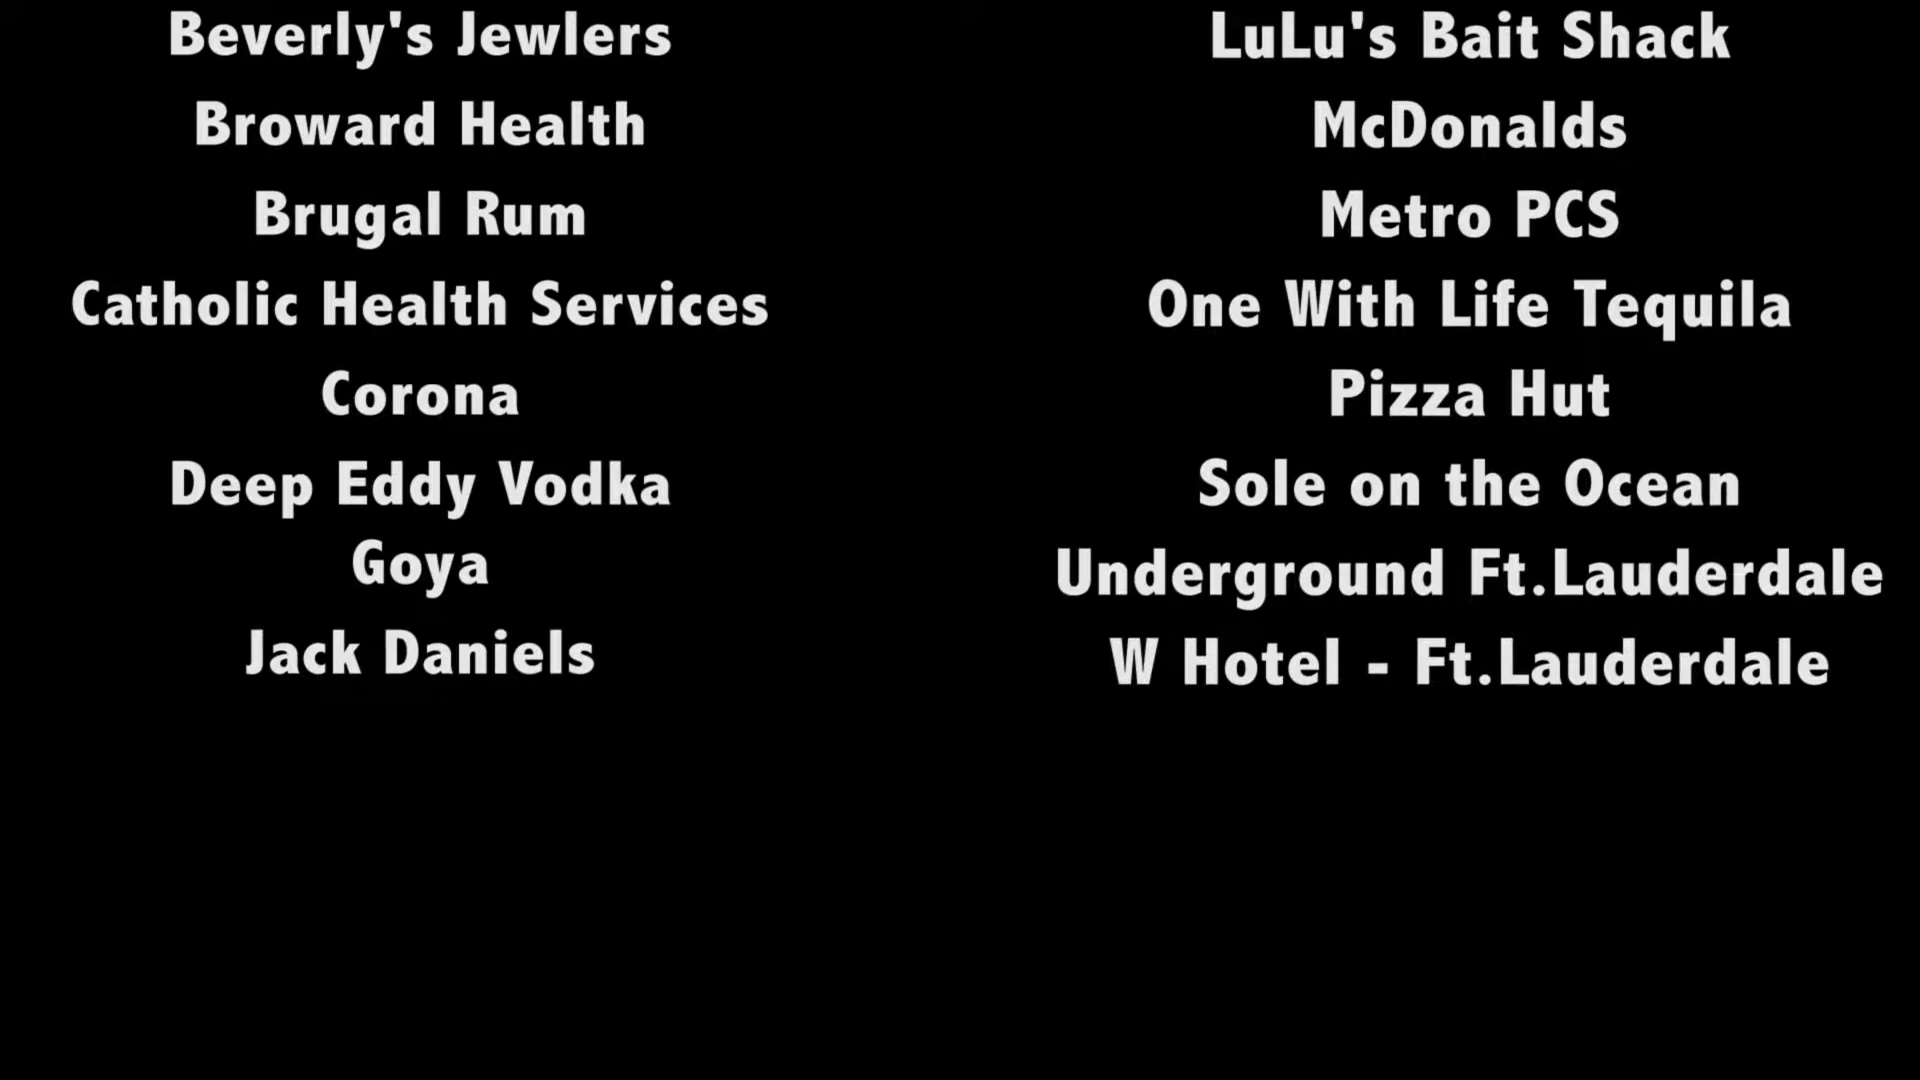 Beverly's Jewlers
Broward Health
Brugal Rum
Catholic Health Services
Corona
Deep Eddy Vodka
Goya
Jack Daniels
LuLu's Bait Shack
McDonalds
Metro PCS
One With Life Tequila
Pizza Hut
Sole on the Ocean
Underground Ft.Lauderdale
W Hotel - Ft.Lauderdale